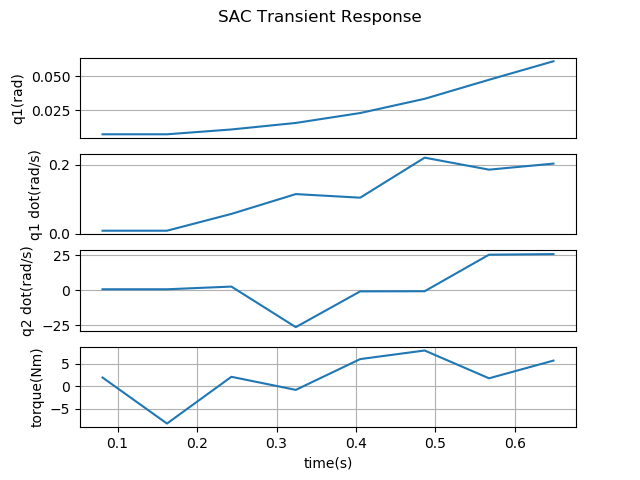 SAC Transient Response
q1(rad)
0.050
0.025
q1 dot(rad/s)
0.2
0.0
q2 dot(rad/s)
25
0
−25
torque(Nm)
5
0
−5
0.1 0.2 0.3 0.4 0.5 0.6
time(s)